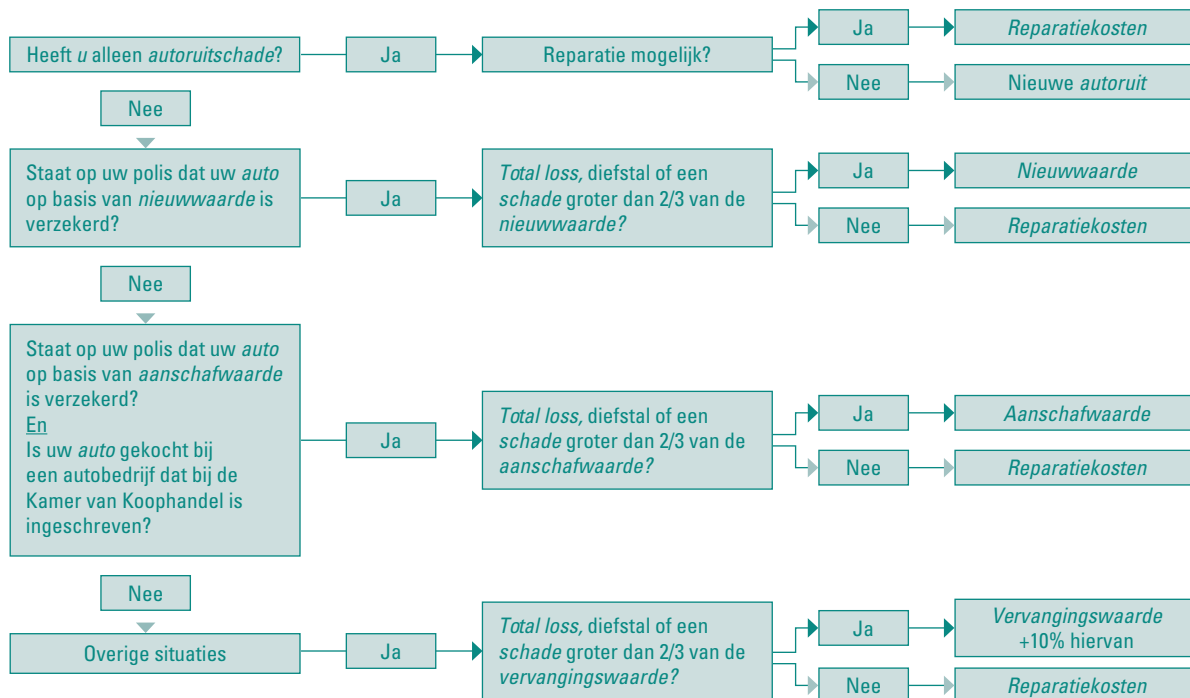 Heeft u alleen autoruitschade?
Ja
Reparatie mogelijk?
Ja
Reparatiekosten
Nee
Nieuwe autoruit
Nee
Staat op uw polis dat uw auto
op basis van nieuwwaarde is
verzekerd?
Ja
Total loss, diefstal of een
schade groter dan 2/3 van de
nieuwwaarde?
Ja
Nieuwwaarde
Nee
Reparatiekosten
Nee
Staat op uw polis dat uw auto
op basis van aanschafwaarde
is verzekerd?
En
Is uw auto gekocht bij
een autobedrijf dat bij de
Kamer van Koophandel is
ingeschreven?
Ja
Total loss, diefstal of een
schade groter dan 2/3 van de
aanschafwaarde?
Ja
Aanschafwaarde
Nee
Reparatiekosten
Nee
Overige situaties
Ja
Total loss, diefstal of een
schade groter dan 2/3 van de
vervangingswaarde?
Ja
Vervangingswaarde
+10% hiervan
Nee
Reparatiekosten